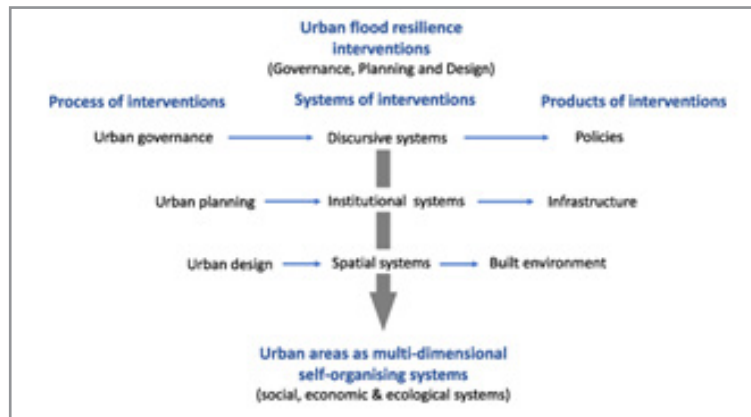 Urban flood resilience
interventions
(Governance, Planning and Design)
Process of interventions Systems of interventions Products of interventions
Urban governance Discursive systems Policies
Urban planning Institutional systems Infrastructure
Urban design Spatial systems Built environment
Urban areas as multi-dimensional
self-organising systems
(social, economic & ecological systems)